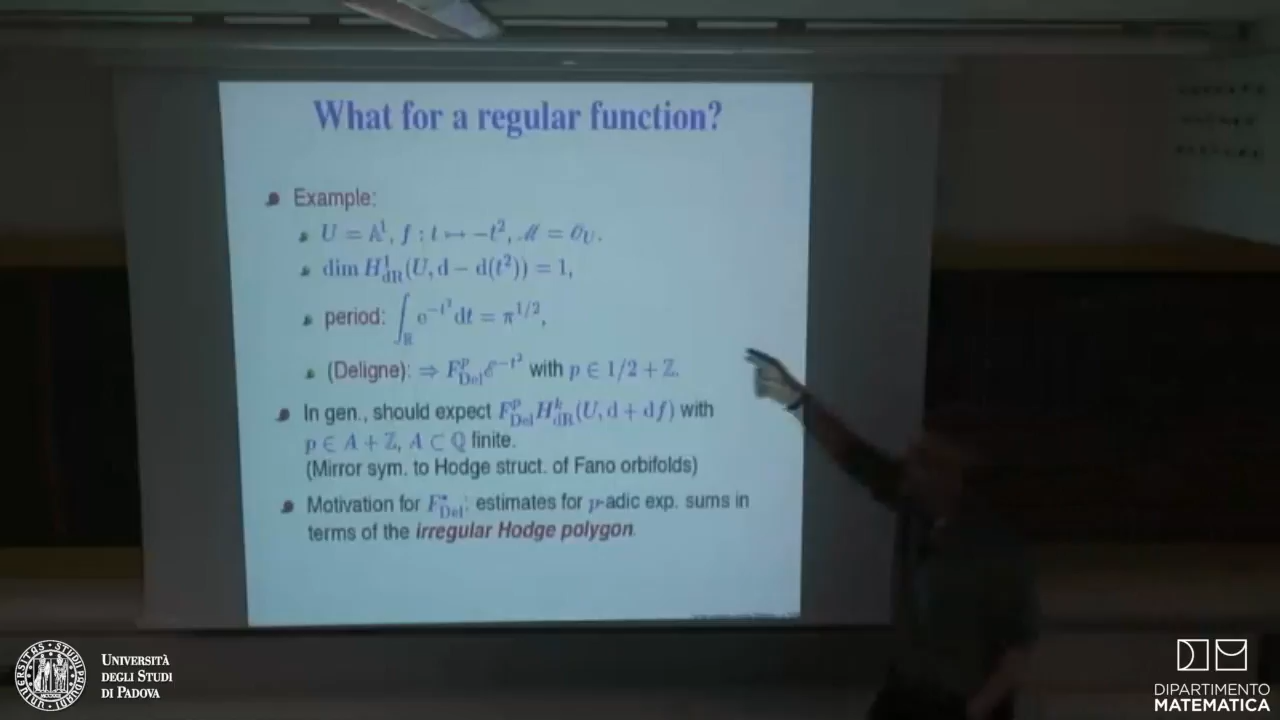 What for a regular function?
Example:
U = 𝔸¹, f : t ↦ −t², ℳ = 𝒪_U.
dim H¹_dR(U, d − d(t²)) = 1,
period: ∫_ℝ e^{−t²} dt = π^{1/2},
(Deligne): ⇒ F^p_Del ℰ^{−t²} with p ∈ 1/2 + ℤ.
In gen., should expect F^p_Del H^k_dR(U, d + df) with
p ∈ A + ℤ, A ⊂ ℚ finite.
(Mirror sym. to Hodge struct. of Fano orbifolds)
Motivation for F^•_Del: estimates for p-adic exp. sums in
terms of the irregular Hodge polygon.
UNIVERSITÀ
DEGLI STUDI
DI PADOVA
DIPARTIMENTO
MATEMATICA